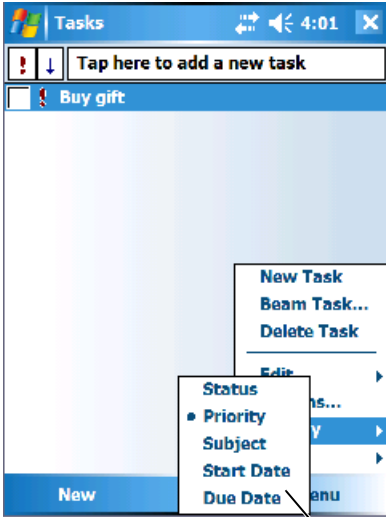 Tasks 4:01
Tap here to add a new task
Buy gift
New Task
Beam Task...
Delete Task
Status
Priority
Subject
Start Date
Due Date
New